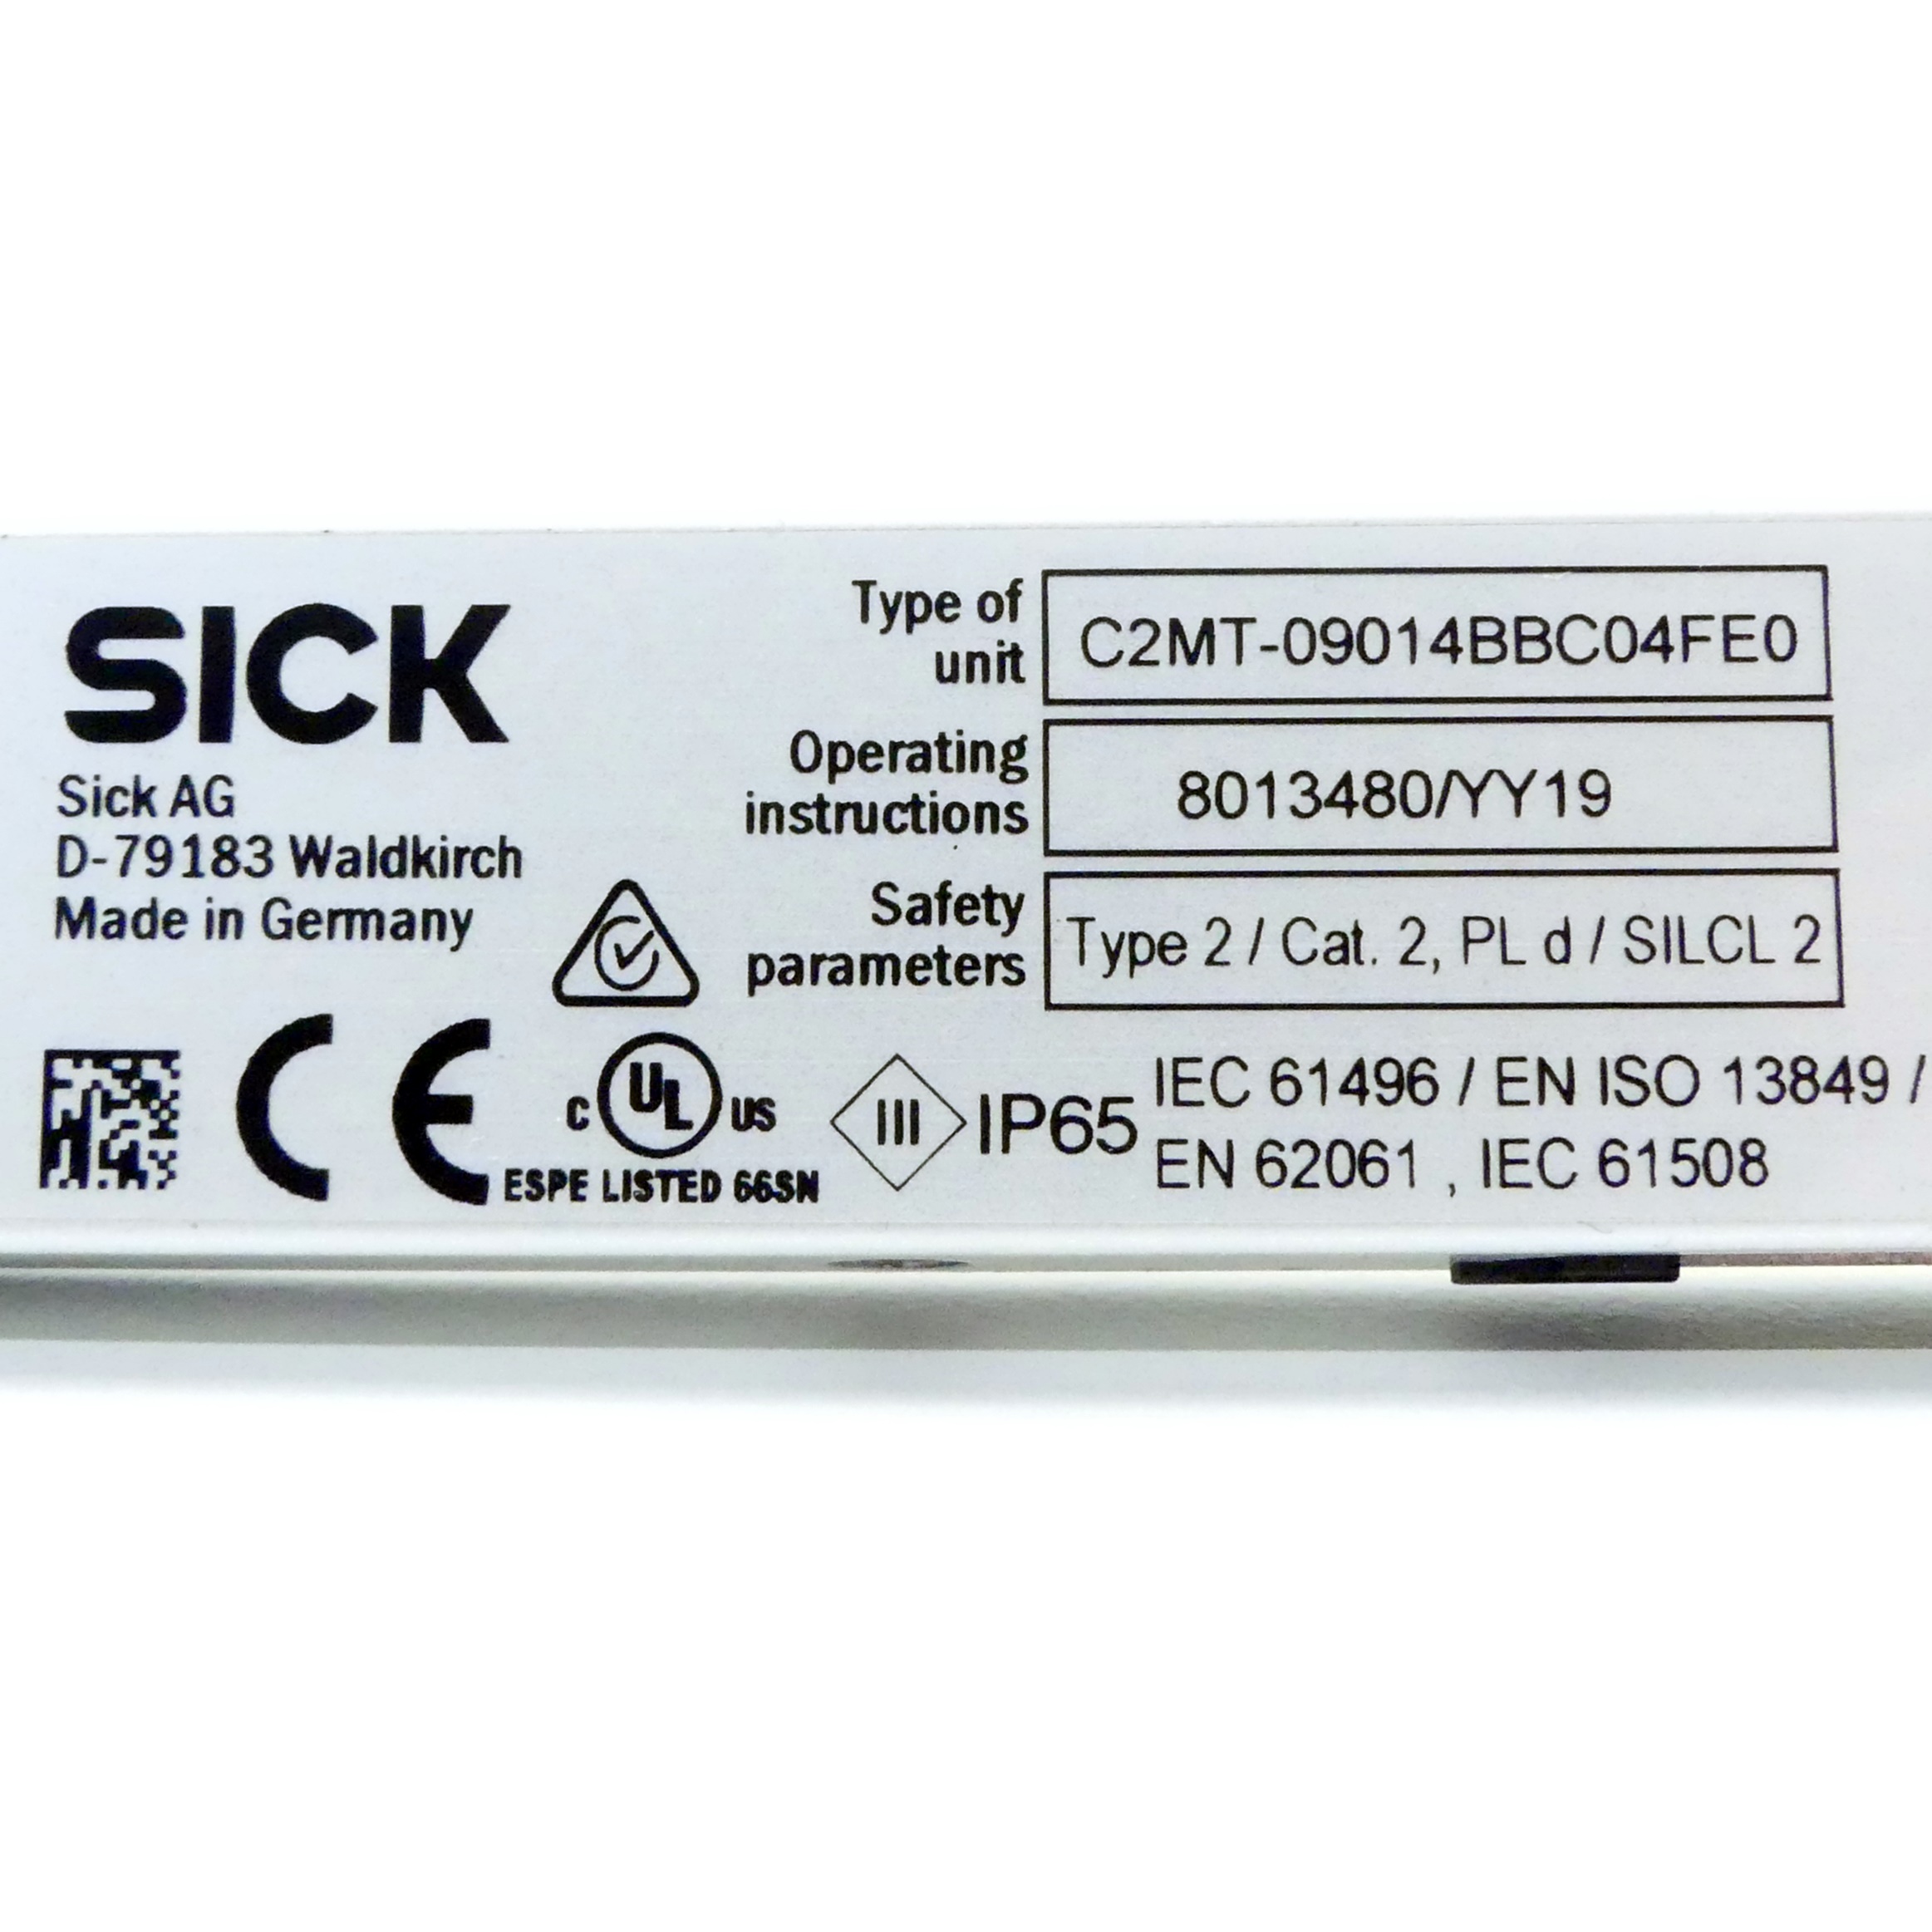 SICK
Sick AG
D-79183 Waldkirch
Made in Germany
Type of
unit
C2MT-09014BBC04FE0
Operating
instructions
8013480/YY19
Safety
parameters
Type 2 / Cat. 2, PL d / SILCL 2
CE
C UL US
ESPE LISTED 66SN
III
IP65
IEC 61496 / EN ISO 13849 /
EN 62061 , IEC 61508